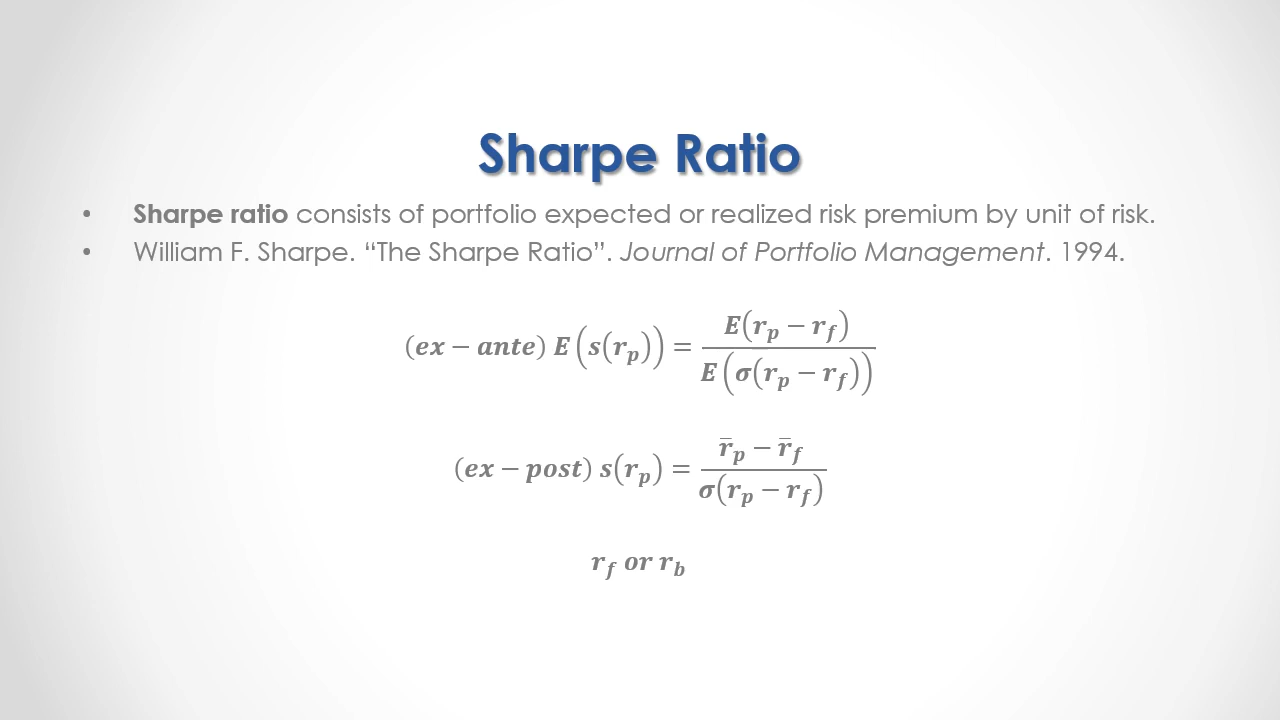 Sharpe Ratio
• Sharpe ratio consists of portfolio expected or realized risk premium by unit of risk.
• William F. Sharpe. “The Sharpe Ratio”. Journal of Portfolio Management. 1994.
(ex − ante) E(s(r_p)) = E(r_p − r_f) / E(σ(r_p − r_f))
(ex − post) s(r_p) = (r̄_p − r̄_f) / σ(r_p − r_f)
r_f or r_b